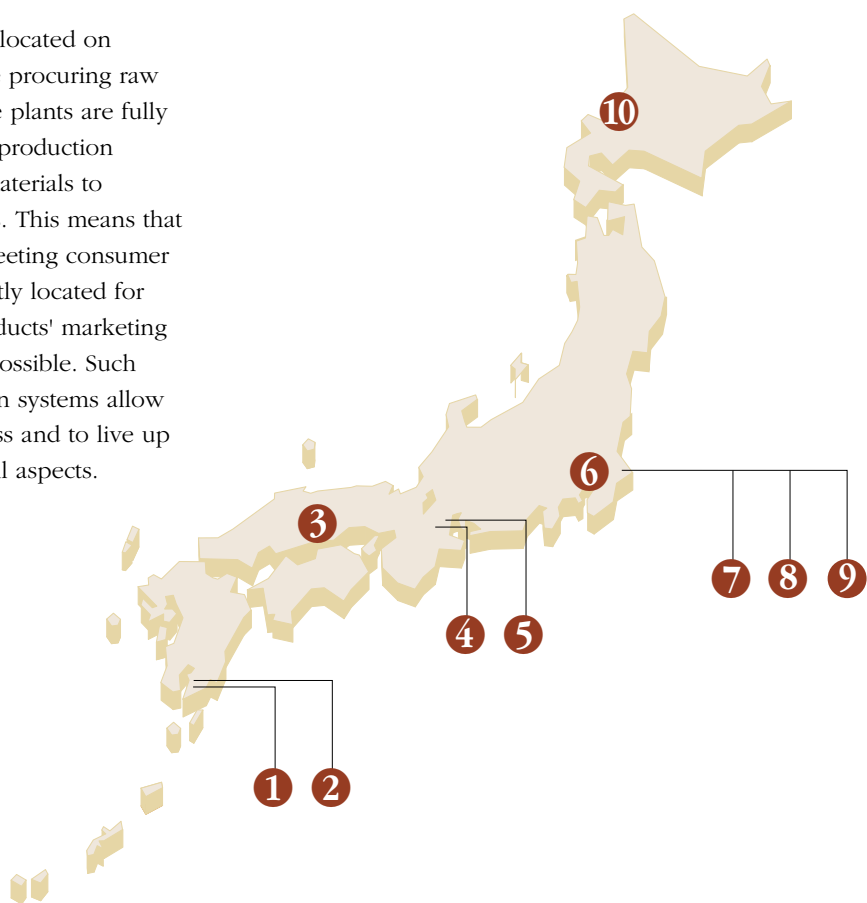 located on
procuring raw
plants are fully
production
aterials to
. This means that
eeting consumer
tly located for
ducts' marketing
ossible. Such
n systems allow
ss and to live up
l aspects.
10
6
3
7 8 9
4 5
1 2